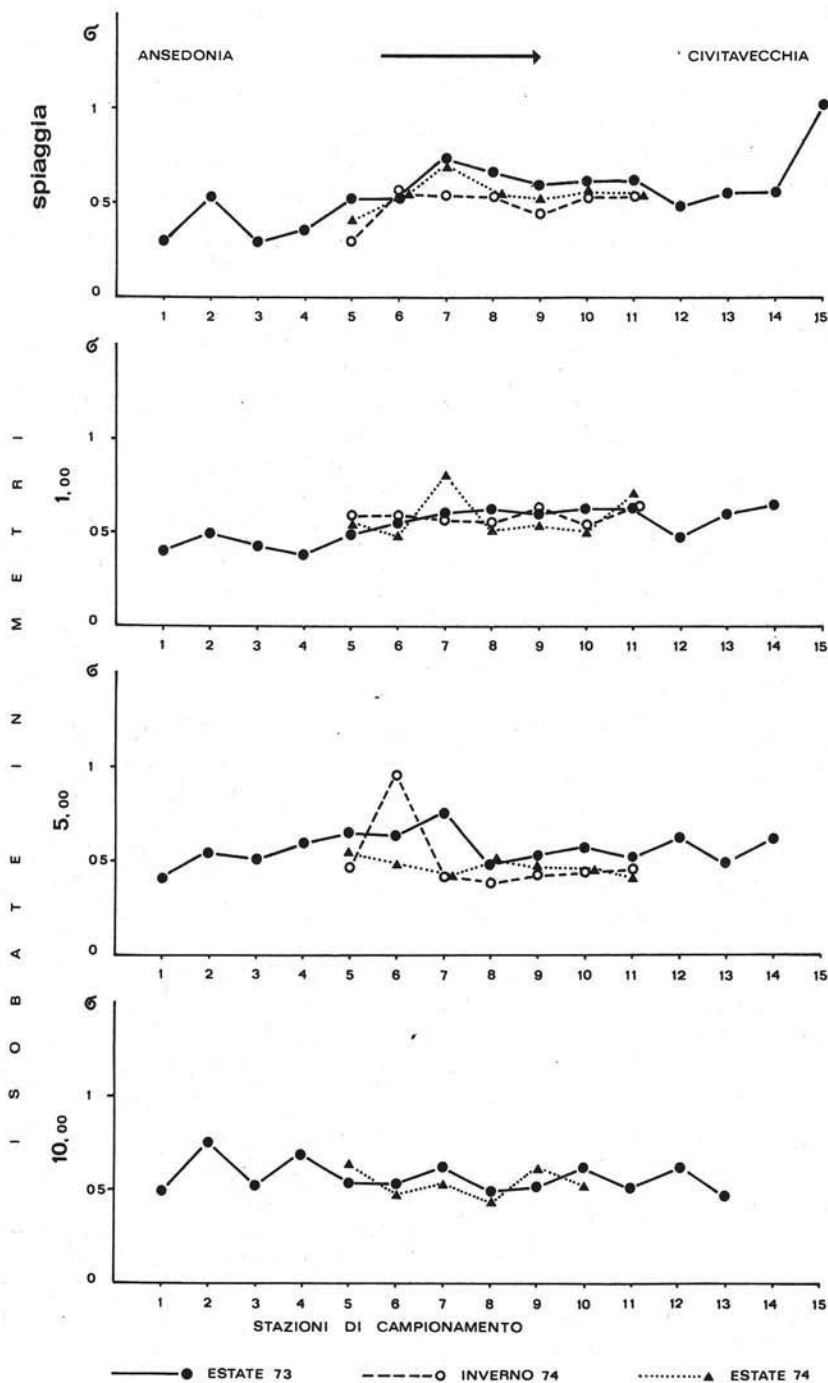 σ
ANSEDONIA CIVITAVECCHIA
spiaggia
1
0·5
0
1 2 3 4 5 6 7 8 9 10 11 12 13 14 15
σ
1,00
1
0·5
0
1 2 3 4 5 6 7 8 9 10 11 12 13 14 15
σ
5,00
1
0·5
0
1 2 3 4 5 6 7 8 9 10 11 12 13 14 15
σ
10,00
1
0·5
0
1 2 3 4 5 6 7 8 9 10 11 12 13 14 15
ISOBATE IN METRI
STAZIONI DI CAMPIONAMENTO
ESTATE 73 INVERNO 74 ESTATE 74